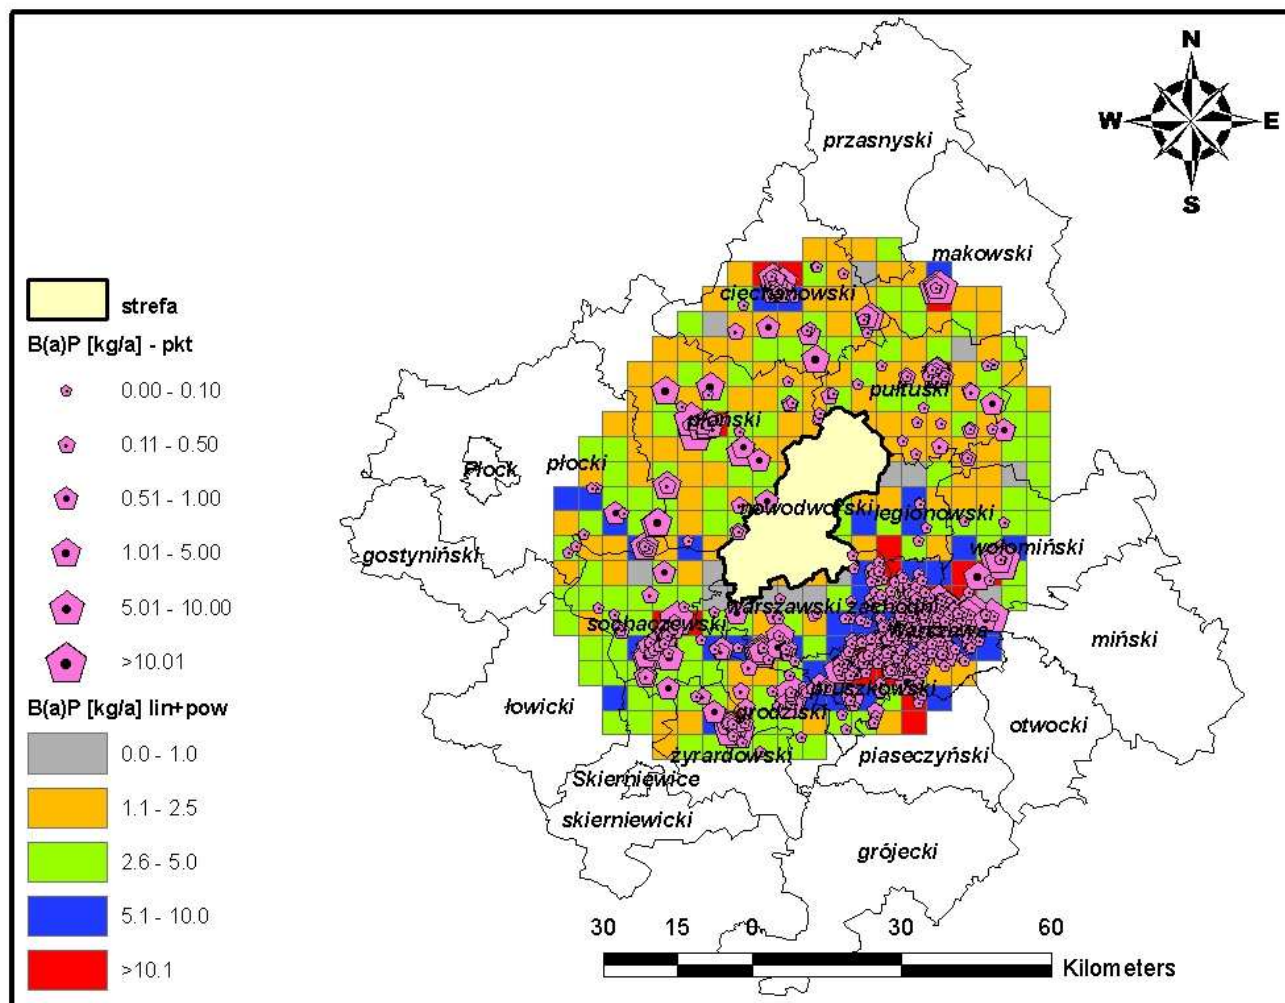 N
W E
S
przasnyski
makowski
ciechanowski
pułtuski
płoński
płocki
Płock
nowodworski
legionowski
gostyniński
wołomiński
warszawski zachodni
sochaczewski
Warszawa
miński
pruszkowski
łowicki
grodziski
otwocki
żyrardowski
piaseczyński
Skierniewice
skierniewicki
grójecki
strefa
B(a)P [kg/a] - pkt
0.00 - 0.10
0.11 - 0.50
0.51 - 1.00
1.01 - 5.00
5.01 - 10.00
>10.01
B(a)P [kg/a] lin+pow
0.0 - 1.0
1.1 - 2.5
2.6 - 5.0
5.1 - 10.0
>10.1
30 15 0 30 60
Kilometers